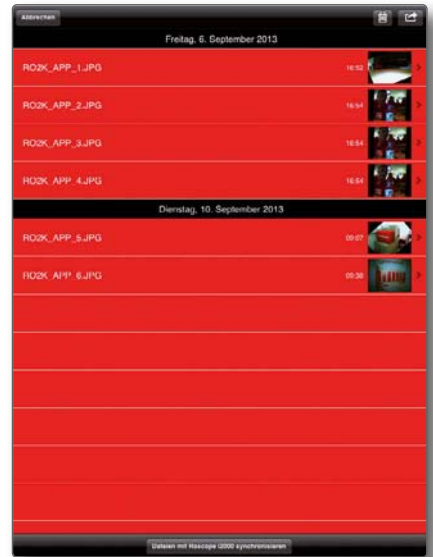 Abbrechen
Freitag, 6. September 2013
RO2K_APP_1.JPG 16:52
RO2K_APP_2.JPG 16:54
RO2K_APP_3.JPG 16:54
RO2K_APP_4.JPG 16:54
Dienstag, 10. September 2013
RO2K_APP_5.JPG 09:07
RO2K_APP_6.JPG 09:36
Dateien mit Roscope i2000 synchronisieren